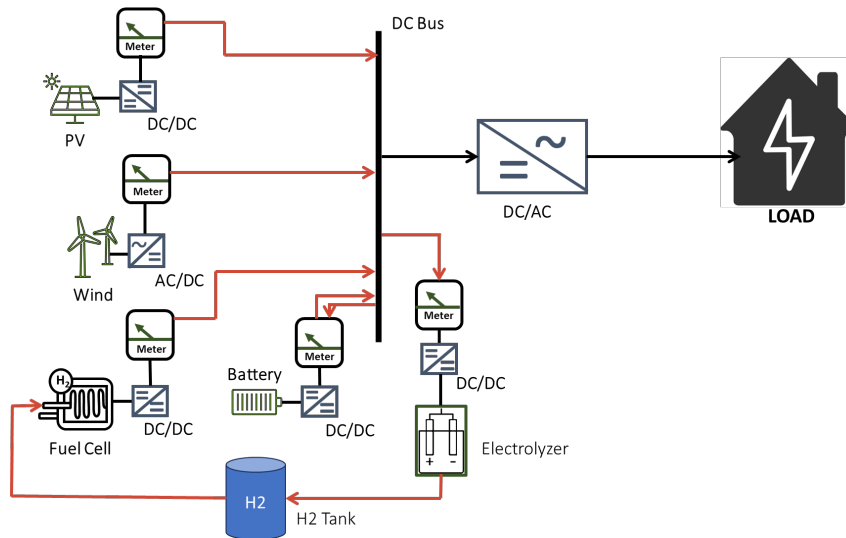 DC Bus
Meter
DC/DC
PV
Meter
AC/DC
Wind
DC/AC
LOAD
Meter
H2
DC/DC
Fuel Cell
Meter
Battery
DC/DC
Meter
DC/DC
+ −
Electrolyzer
H2
H2 Tank